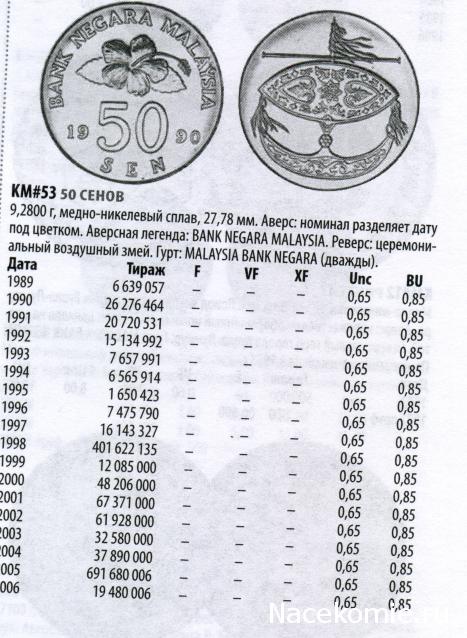 BANK NEGARA MALAYSIA
19 50 90
SEN
KM#53 50 СЕНОВ
9,2800 г, медно-никелевый сплав, 27,78 мм. Аверс: номинал разделяет дату
под цветком. Аверсная легенда: BANK NEGARA MALAYSIA. Реверс: церемони-
альный воздушный змей. Гурт: MALAYSIA BANK NEGARA (дважды).
Дата Тираж F VF XF Unc BU
1989 6 639 057 – – – 0,65 0,85
1990 26 276 464 – – – 0,65 0,85
1991 20 720 531 – – – 0,65 0,85
1992 15 134 992 – – – 0,65 0,85
1993 7 657 991 – – – 0,65 0,85
1994 6 565 914 – – – 0,65 0,85
1995 1 650 423 – – – 0,65 0,85
1996 7 475 790 – – – 0,65 0,85
1997 16 143 327 – – – 0,65 0,85
1998 401 622 135 – – – 0,65 0,85
1999 12 085 000 – – – 0,65 0,85
2000 48 206 000 – – – 0,65 0,85
2001 67 371 000 – – – 0,65 0,85
2002 61 928 000 – – – 0,65 0,85
2003 32 580 000 – – – 0,65 0,85
004 37 890 000 – – – 0,65 0,85
005 691 680 006 – – – 0,65 0,85
006 19 480 006 – – – 0,65 0,85
Nacekomie.ru